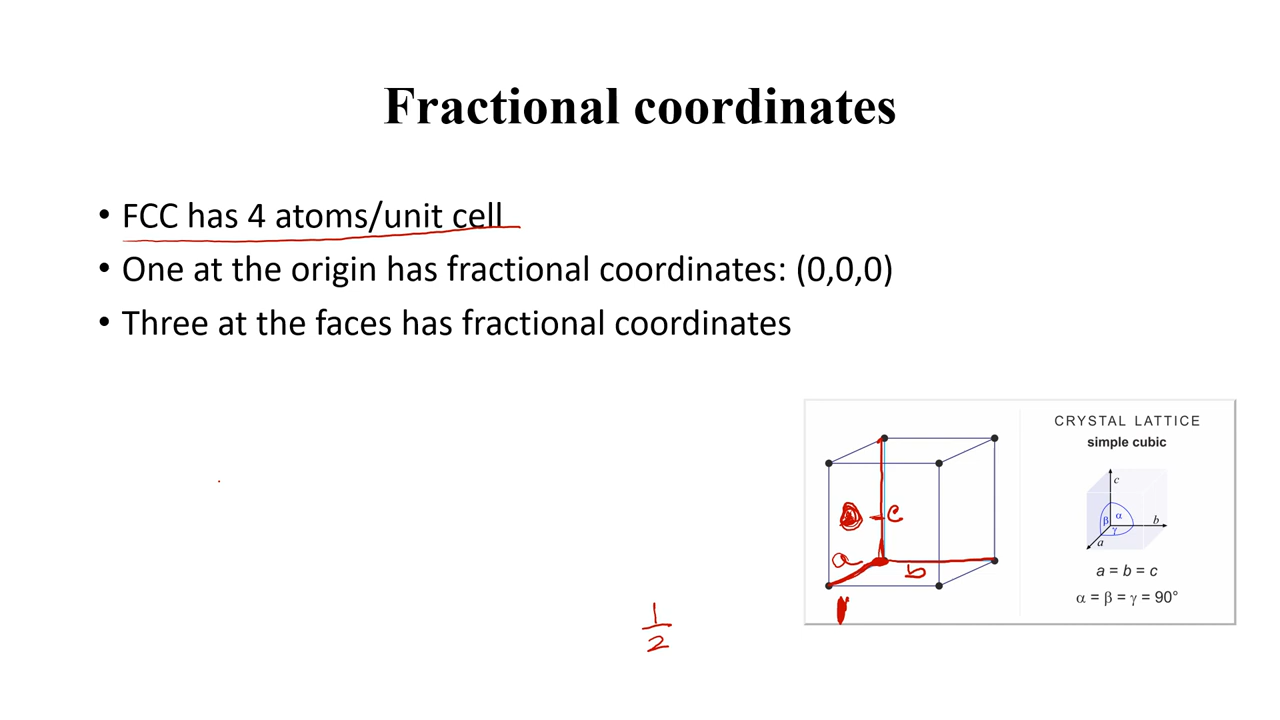 Fractional coordinates
• FCC has 4 atoms/unit cell
• One at the origin has fractional coordinates: (0,0,0)
• Three at the faces has fractional coordinates
CRYSTAL LATTICE
simple cubic
c
α
β
γ
b
a
a = b = c
α = β = γ = 90°
c
a
b
1/2